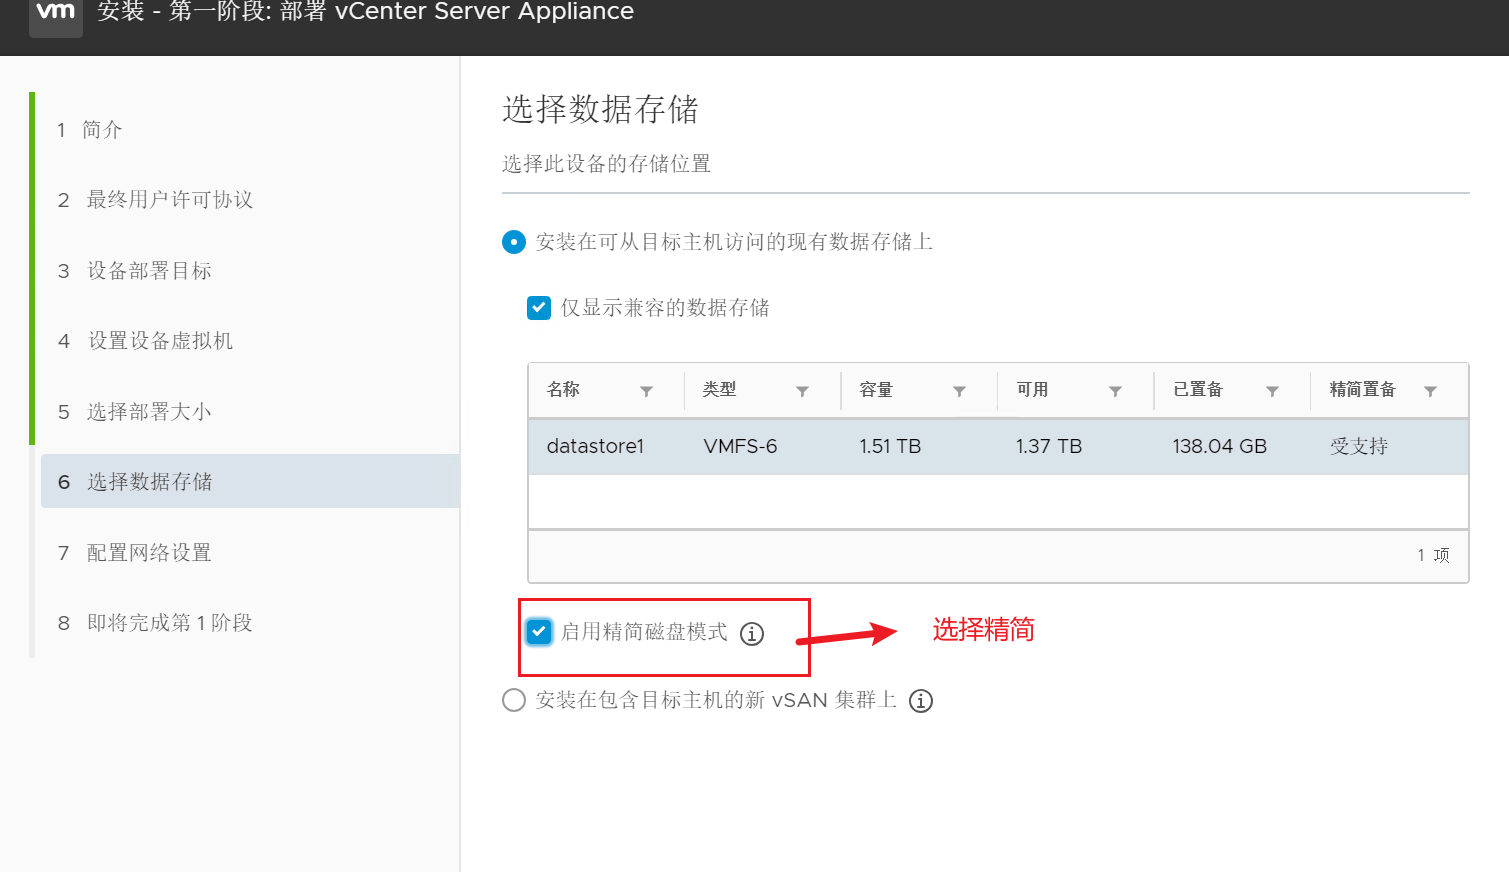 vm 安装 - 第一阶段: 部署 vCenter Server Appliance
1 简介
2 最终用户许可协议
3 设备部署目标
4 设置设备虚拟机
5 选择部署大小
6 选择数据存储
7 配置网络设置
8 即将完成第 1 阶段
选择数据存储
选择此设备的存储位置
安装在可从目标主机访问的现有数据存储上
仅显示兼容的数据存储
名称 类型 容量 可用 已置备 精简置备
datastore1 VMFS-6 1.51 TB 1.37 TB 138.04 GB 受支持
1 项
启用精简磁盘模式 选择精简
安装在包含目标主机的新 vSAN 集群上